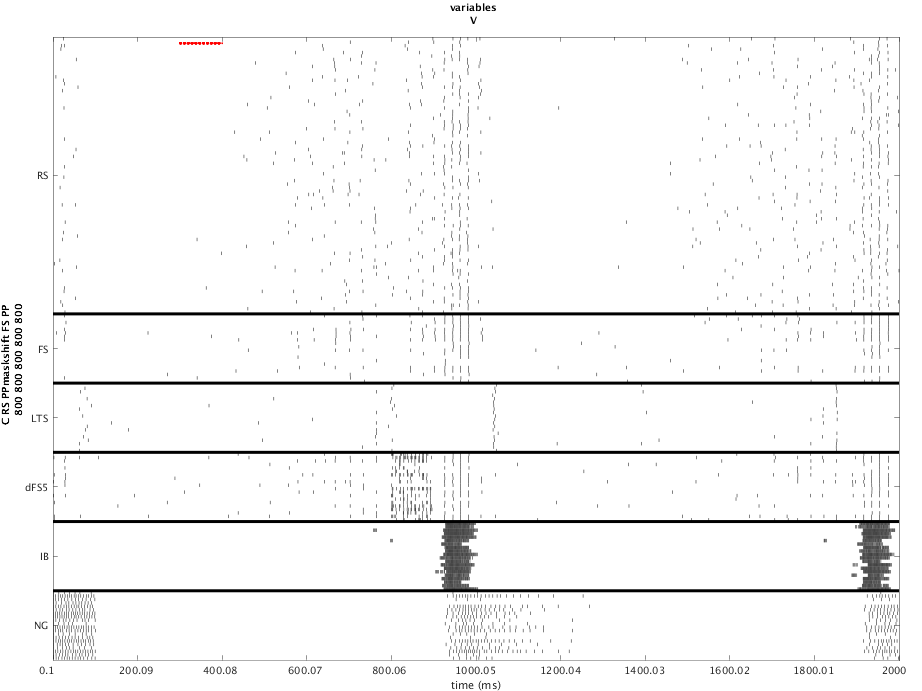 variables
V
C RS PPmaskshift FS PP
800 800 800 800 800
RS
FS
LTS
dFS5
IB
NG
0.1 200.09 400.08 600.07 800.06 1000.05 1200.04 1400.03 1600.02 1800.01 2000
time (ms)